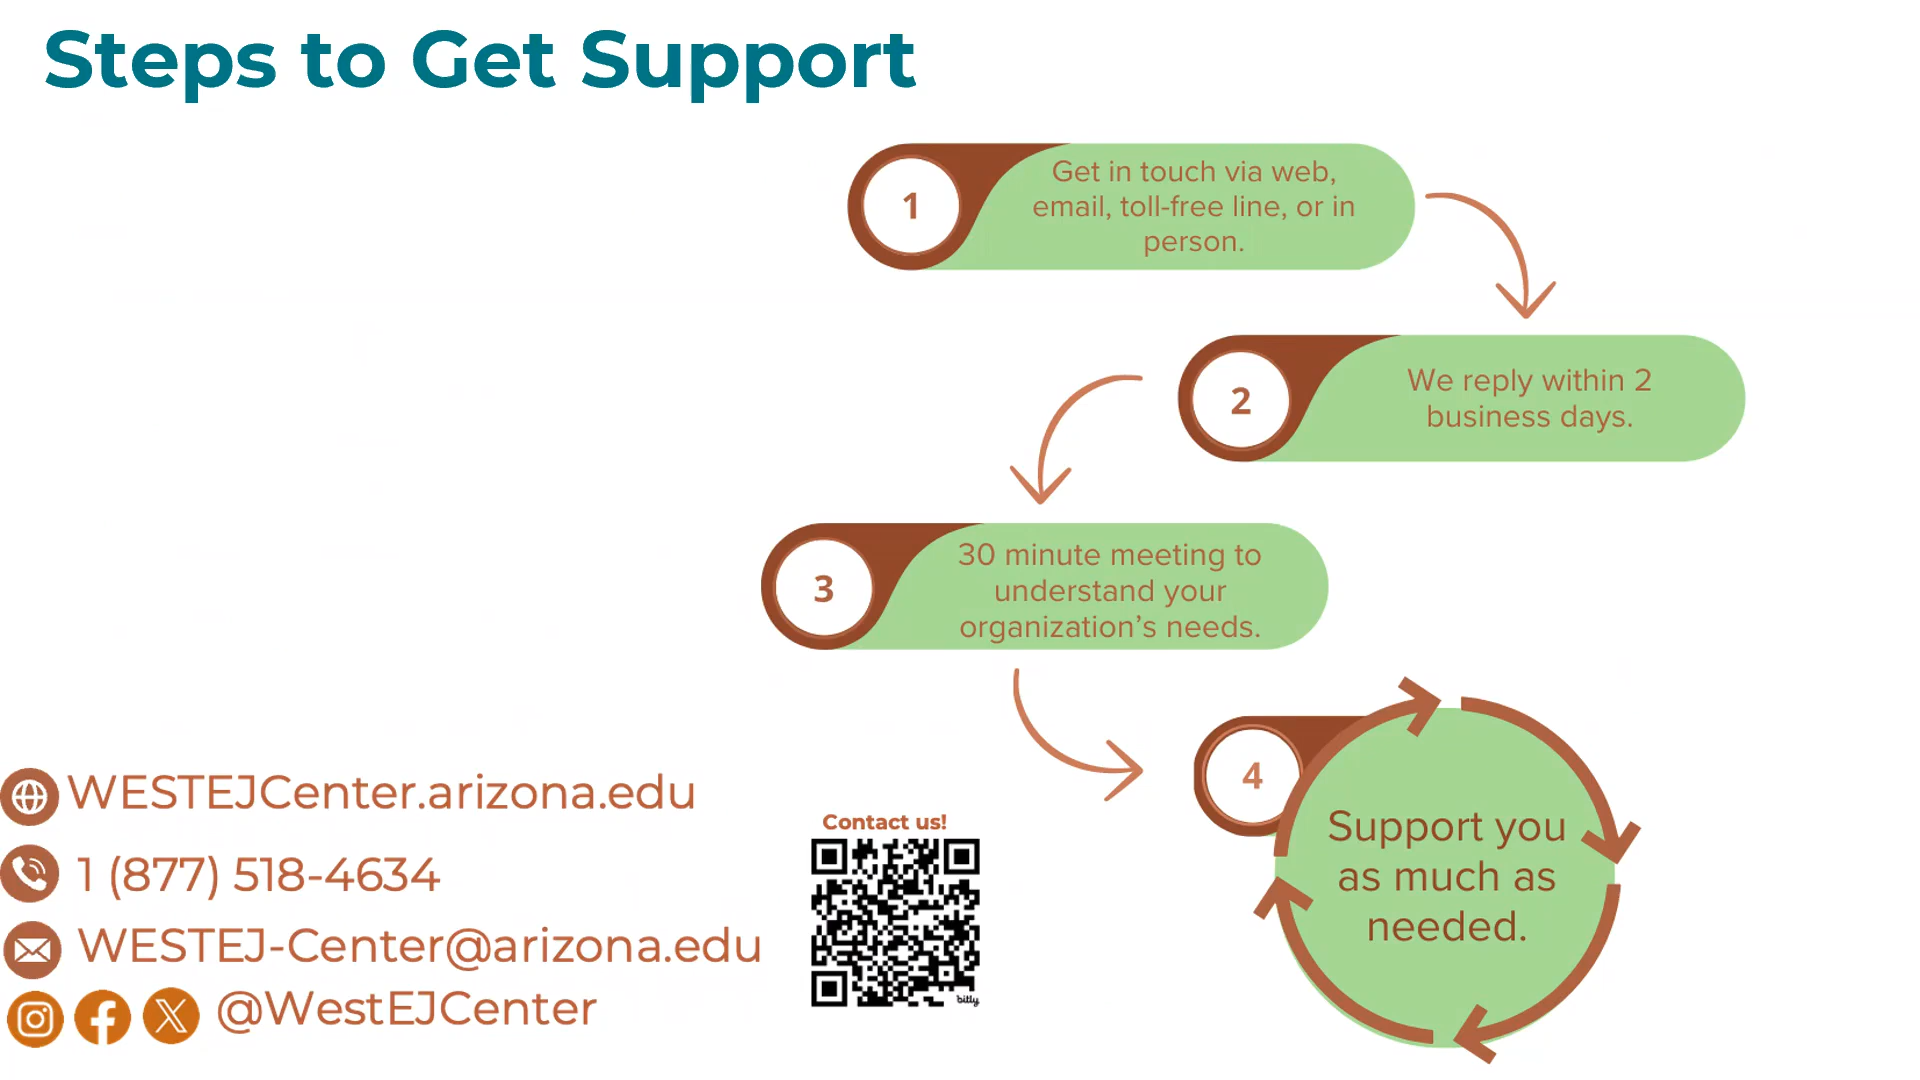 Steps to Get Support
1
Get in touch via web,
email, toll-free line, or in
person.
2
We reply within 2
business days.
3
30 minute meeting to
understand your
organization’s needs.
4
Support you
as much as
needed.
WESTEJCenter.arizona.edu
1 (877) 518-4634
WESTEJ-Center@arizona.edu
@WestEJCenter
Contact us!
bitly